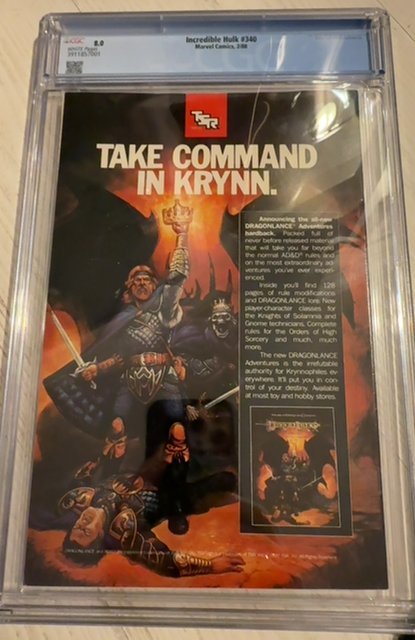 CGC
8.0
Incredible Hulk #340
Marvel Comics, 2/88
WHITE Pages
3911857001
TSR
TAKE COMMAND
IN KRYNN.
Announcing the all-new
DRAGONLANCE® Adventures
hardback. Packed full of
never before released material
that will take you far beyond
the normal AD&D® rules and
on the most extraordinary ad-
ventures you've ever experi-
enced.
Inside you'll find 128
pages of rule modifications
and DRAGONLANCE lore. New
player-character classes for
the Knights of Solamnia and
Gnome technicians. Complete
rules for the Orders of High
Sorcery and much, much
more.
The new DRAGONLANCE
Adventures is the irrefutable
authority for Krynnophiles ev-
erywhere. It'll put you in con-
trol of your destiny. Available
at most toy and hobby stores.